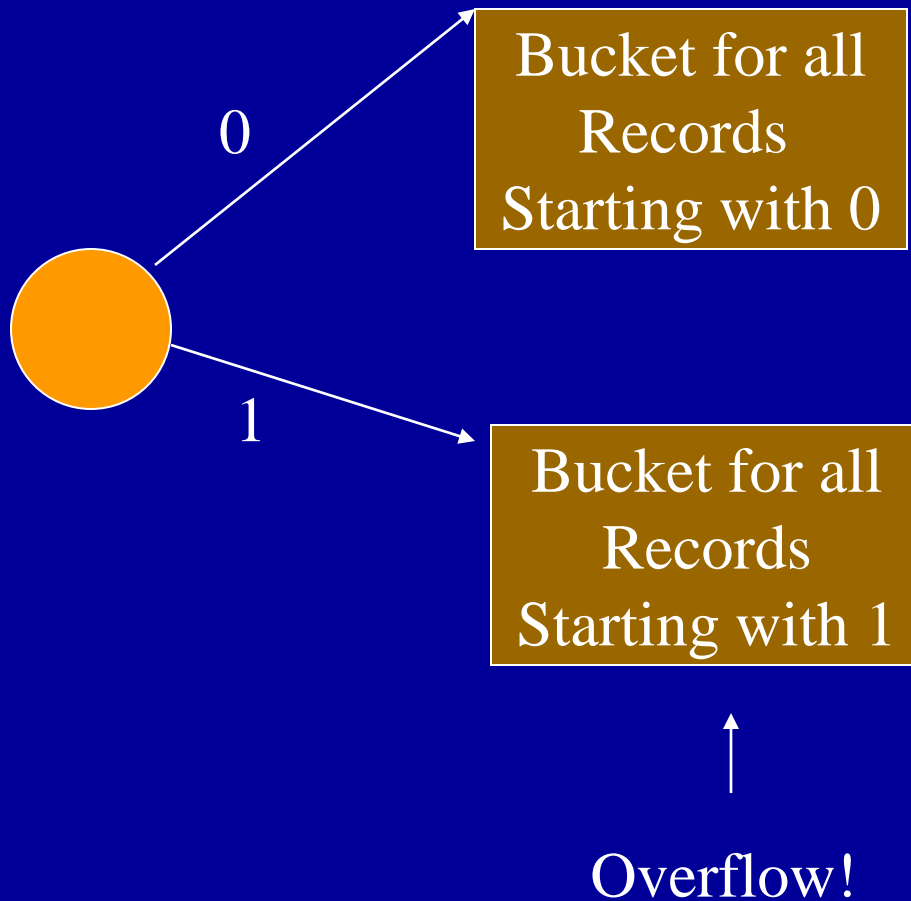 0
Bucket for all
Records
Starting with 0
1
Bucket for all
Records
Starting with 1
Overflow!